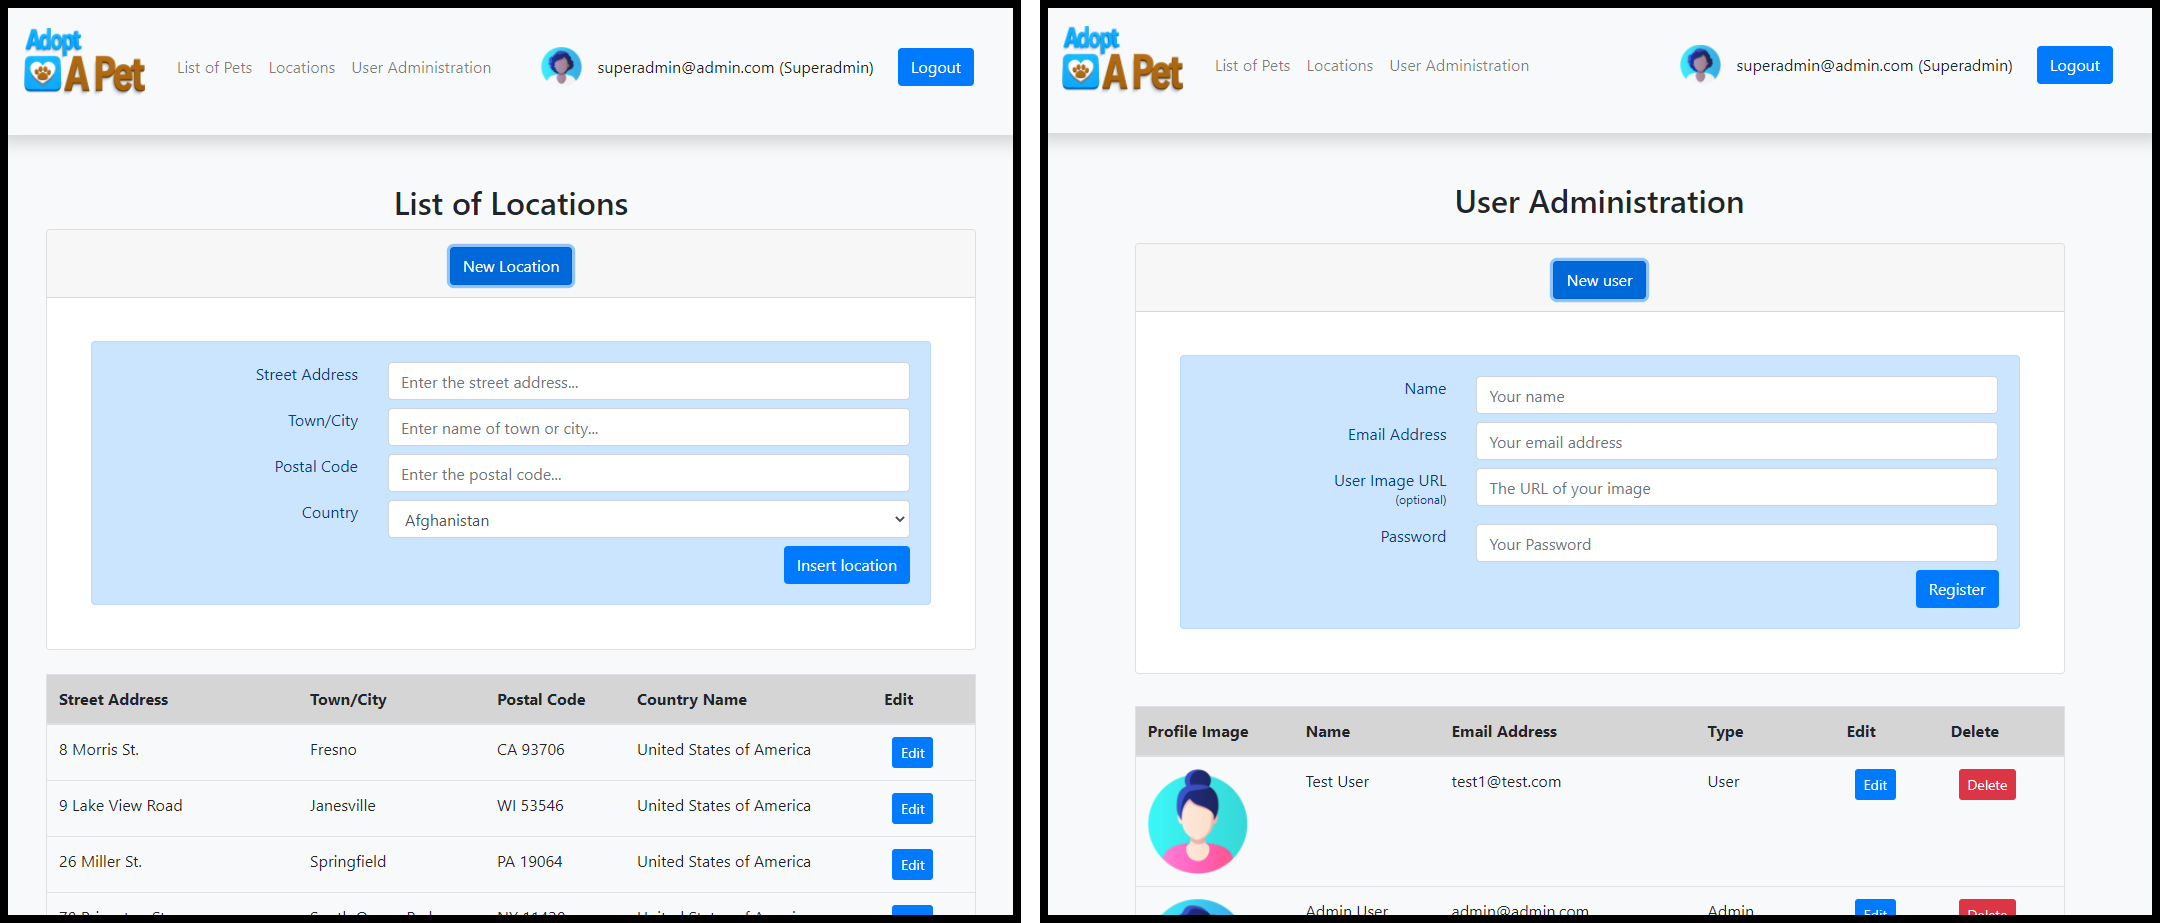 Adopt
A Pet
List of Pets Locations User Administration superadmin@admin.com (Superadmin) Logout
List of Locations
New Location
Street Address Enter the street address...
Town/City Enter name of town or city...
Postal Code Enter the postal code...
Country Afghanistan
Insert location
Street Address Town/City Postal Code Country Name Edit
8 Morris St. Fresno CA 93706 United States of America Edit
9 Lake View Road Janesville WI 53546 United States of America Edit
26 Miller St. Springfield PA 19064 United States of America Edit
Adopt
A Pet
List of Pets Locations User Administration superadmin@admin.com (Superadmin) Logout
User Administration
New user
Name Your name
Email Address Your email address
User Image URL The URL of your image
(optional)
Password Your Password
Register
Profile Image Name Email Address Type Edit Delete
Test User test1@test.com User Edit Delete
Admin User admin@admin.com Admin Edit Delete